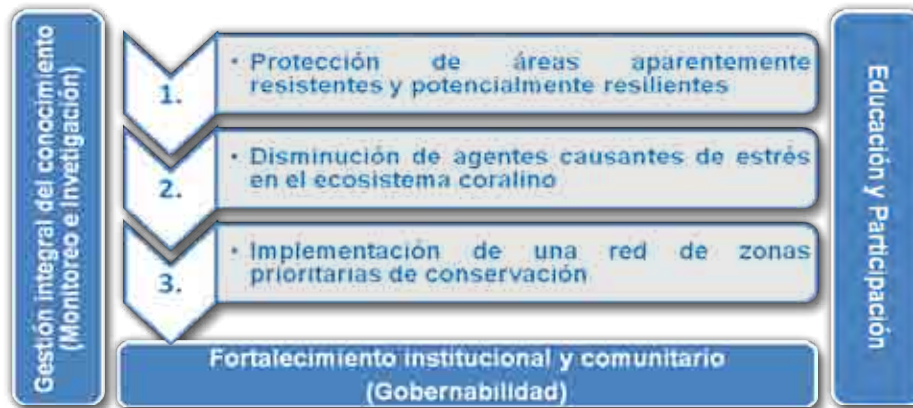 Gestión integral del conocimiento
(Monitoreo e Invetigación)
1.
• Protección de áreas aparentemente
resistentes y potencialmente resilientes
2.
• Disminución de agentes causantes de estrés
en el ecosistema coralino
3.
• Implementación de una red de zonas
prioritarias de conservación
Fortalecimiento institucional y comunitario
(Gobernabilidad)
Educación y Participación